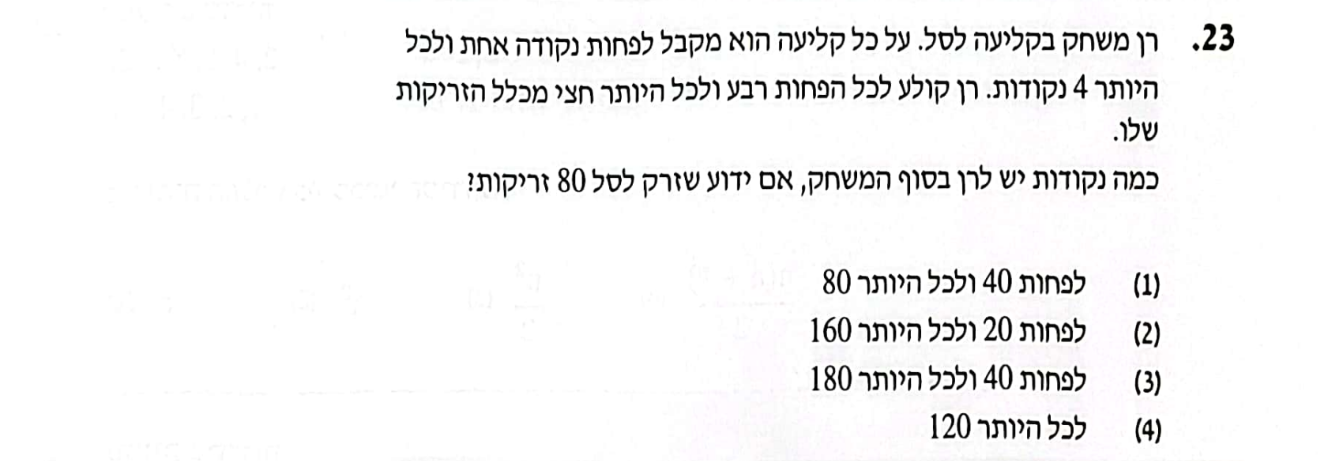 23. רן משחק בקליעה לסל. על כל קליעה הוא מקבל לפחות נקודה אחת ולכל
היותר 4 נקודות. רן קולע לכל הפחות רבע ולכל היותר חצי מכלל הזריקות
שלו.
כמה נקודות יש לרן בסוף המשחק, אם ידוע שזרק לסל 80 זריקות?
(1) לפחות 40 ולכל היותר 80
(2) לפחות 20 ולכל היותר 160
(3) לפחות 40 ולכל היותר 180
(4) לכל היותר 120